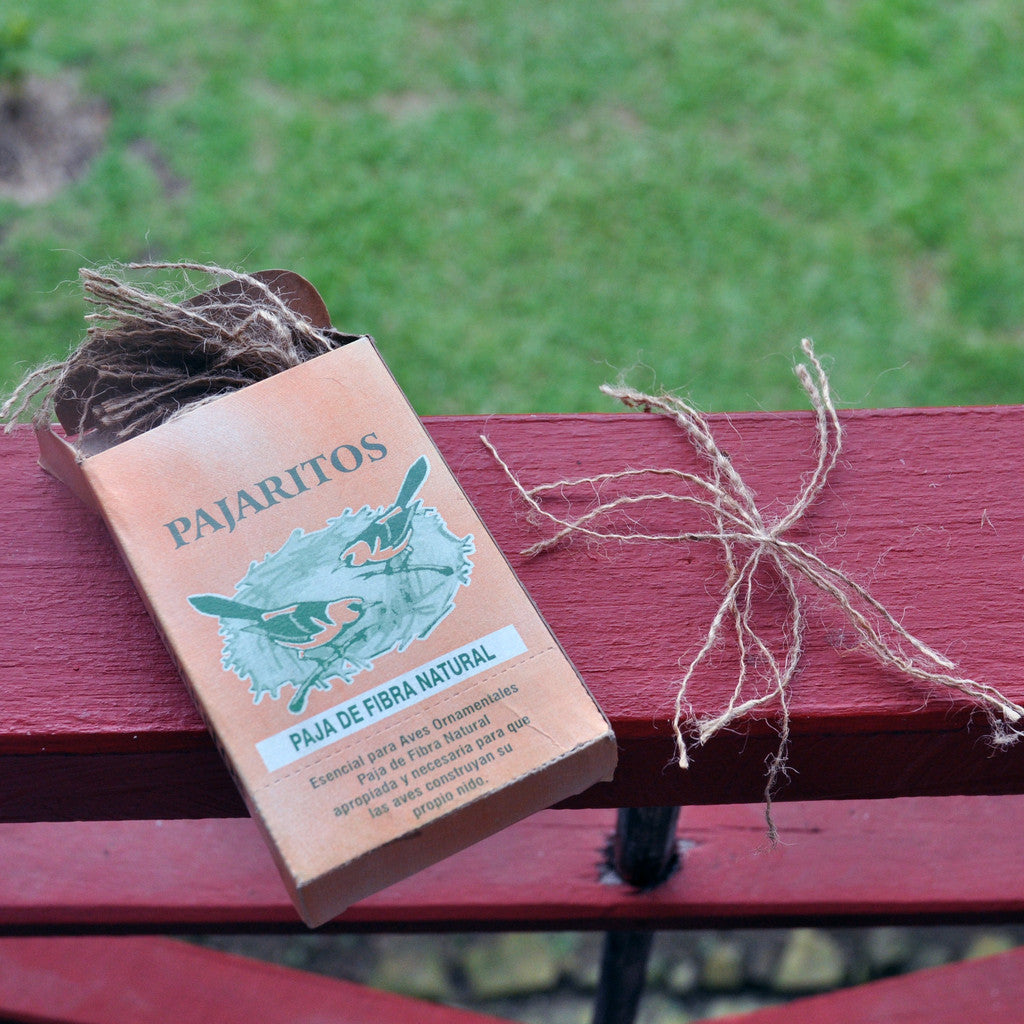 PAJARITOS
PAJA DE FIBRA NATURAL
Esencial para Aves Ornamentales
Paja de Fibra Natural
apropiada y necesaria para que
las aves construyan su
propio nido.